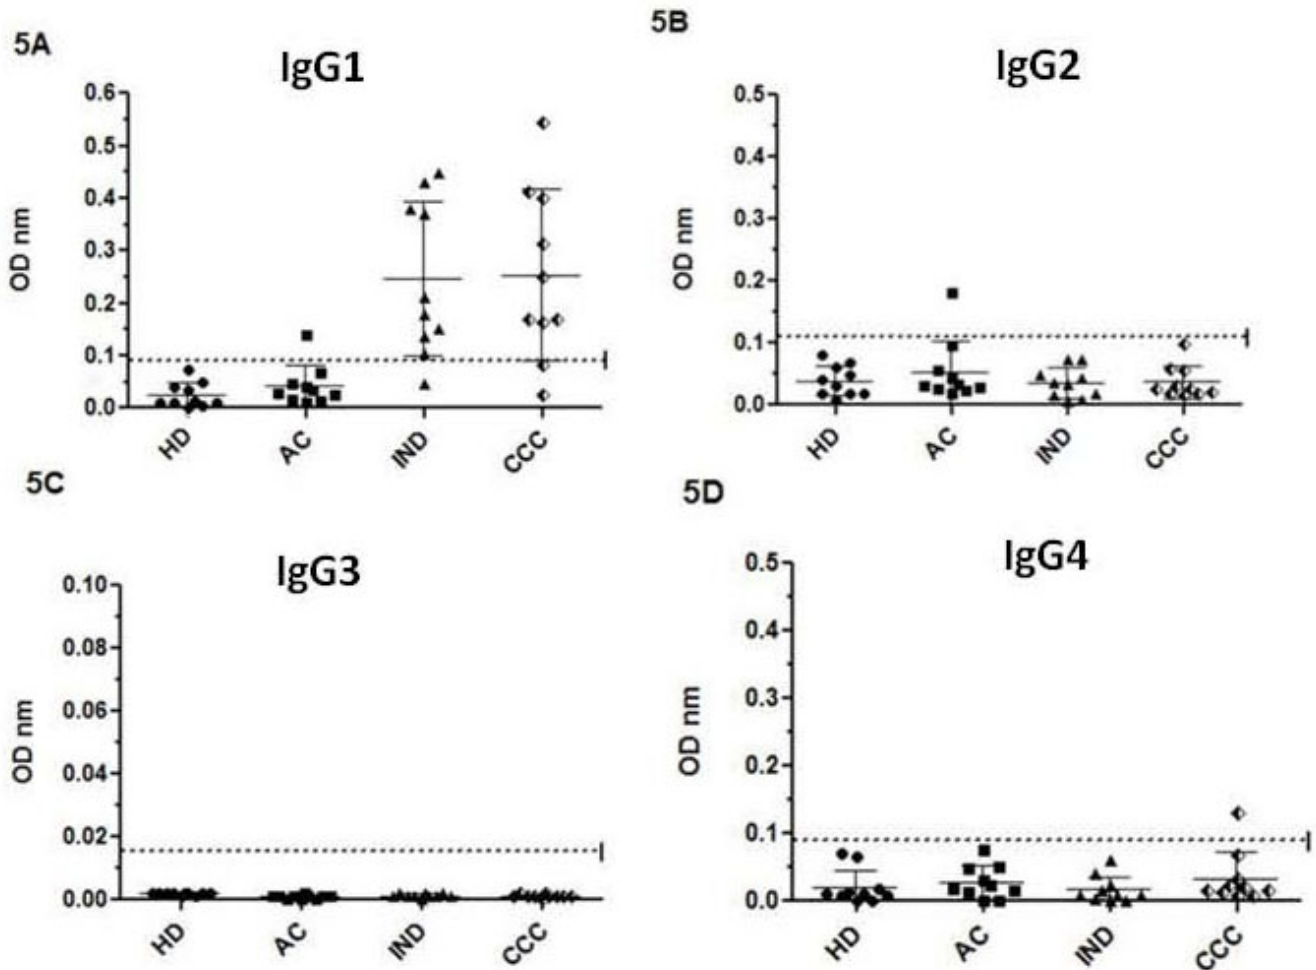 5A
IgG1
OD nm
0.6
0.5
0.4
0.3
0.2
0.1
0.0
HD
AC
IND
CCC
5B
IgG2
OD nm
0.5
0.4
0.3
0.2
0.1
0.0
HD
AC
IND
CCC
5C
IgG3
OD nm
0.10
0.08
0.06
0.04
0.02
0.00
HD
AC
IND
CCC
5D
IgG4
OD nm
0.5
0.4
0.3
0.2
0.1
0.0
HD
AC
IND
CCC